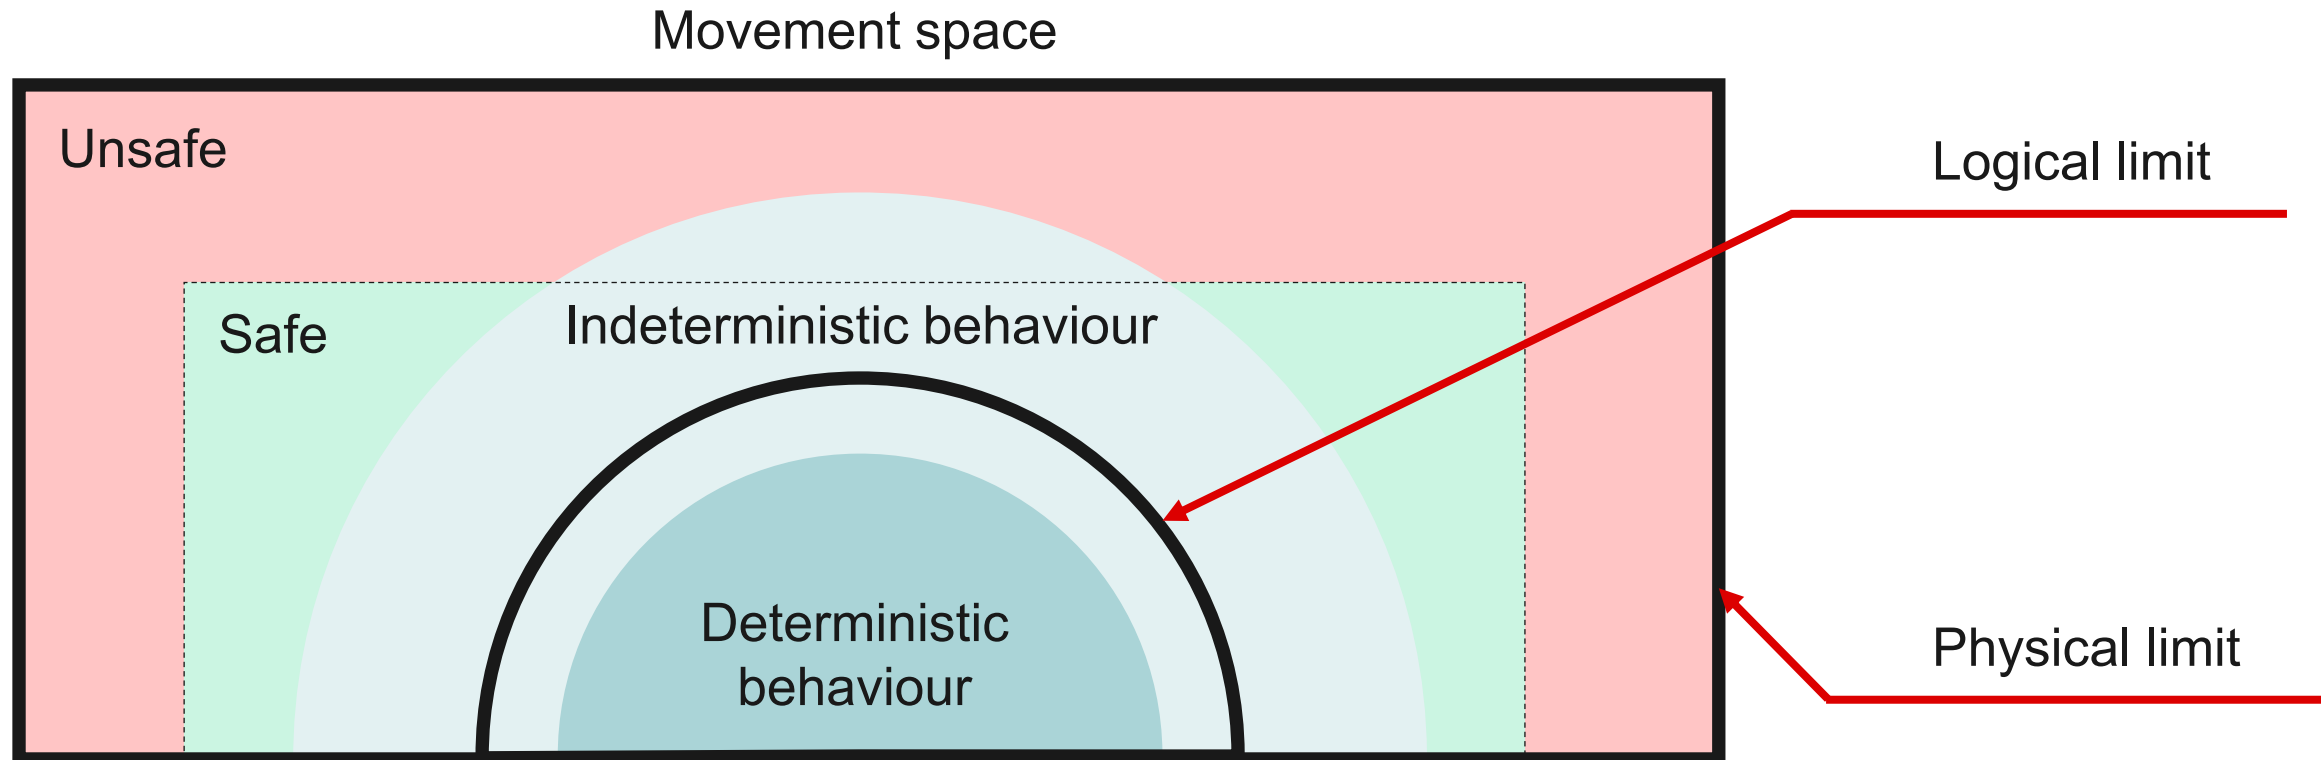 Movement space
Unsafe
Logical limit
Safe
Indeterministic behaviour
Deterministic
behaviour
Physical limit